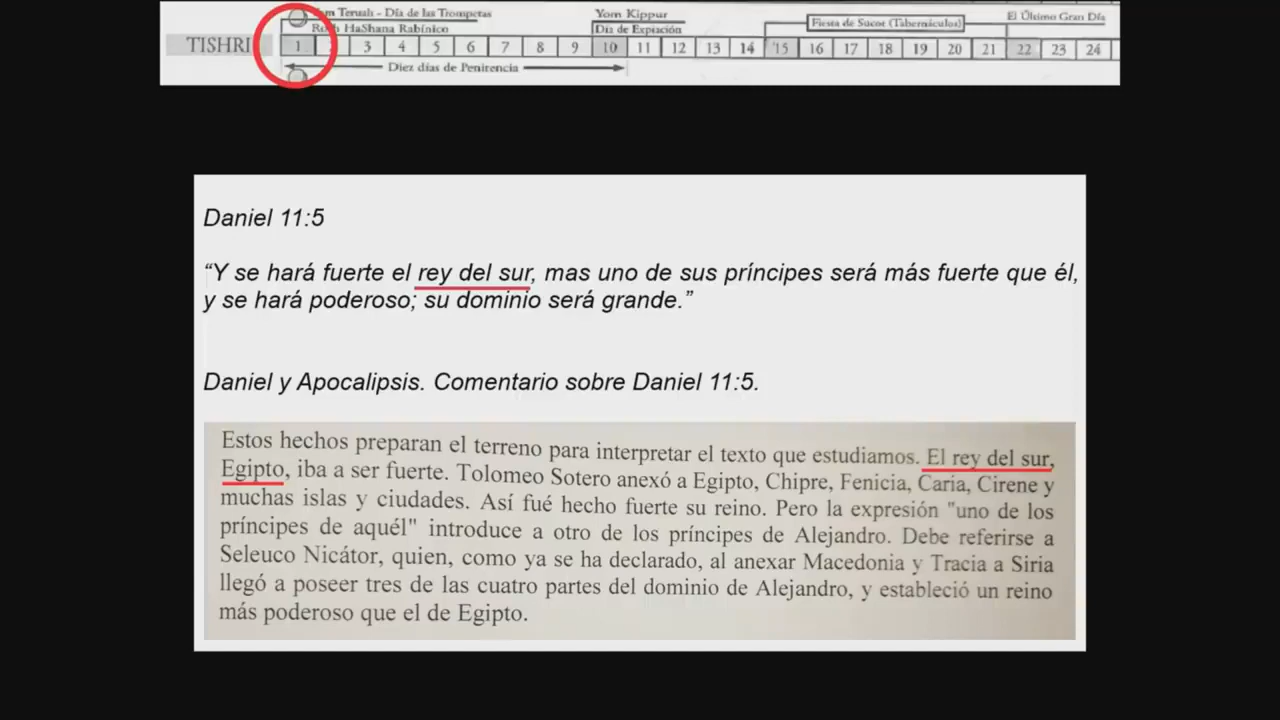 Yom Teruah - Día de las Trompetas
Rosh HaShana Rabínico
Yom Kippur
Día de Expiación
Fiesta de Sucot (Tabernáculos)
El Último Gran Día
TISHRI 1 2 3 4 5 6 7 8 9 10 11 12 13 14 15 16 17 18 19 20 21 22 23 24
Diez días de Penirencia
Daniel 11:5
“Y se hará fuerte el rey del sur, mas uno de sus príncipes será más fuerte que él,
y se hará poderoso; su dominio será grande.”
Daniel y Apocalipsis. Comentario sobre Daniel 11:5.
Estos hechos preparan el terreno para interpretar el texto que estudiamos. El rey del sur,
Egipto, iba a ser fuerte. Tolomeo Sotero anexó a Egipto, Chipre, Fenicia, Caria, Cirene y
muchas islas y ciudades. Así fué hecho fuerte su reino. Pero la expresión "uno de los
príncipes de aquél" introduce a otro de los príncipes de Alejandro. Debe referirse a
Seleuco Nicátor, quien, como ya se ha declarado, al anexar Macedonia y Tracia a Siria
llegó a poseer tres de las cuatro partes del dominio de Alejandro, y estableció un reino
más poderoso que el de Egipto.